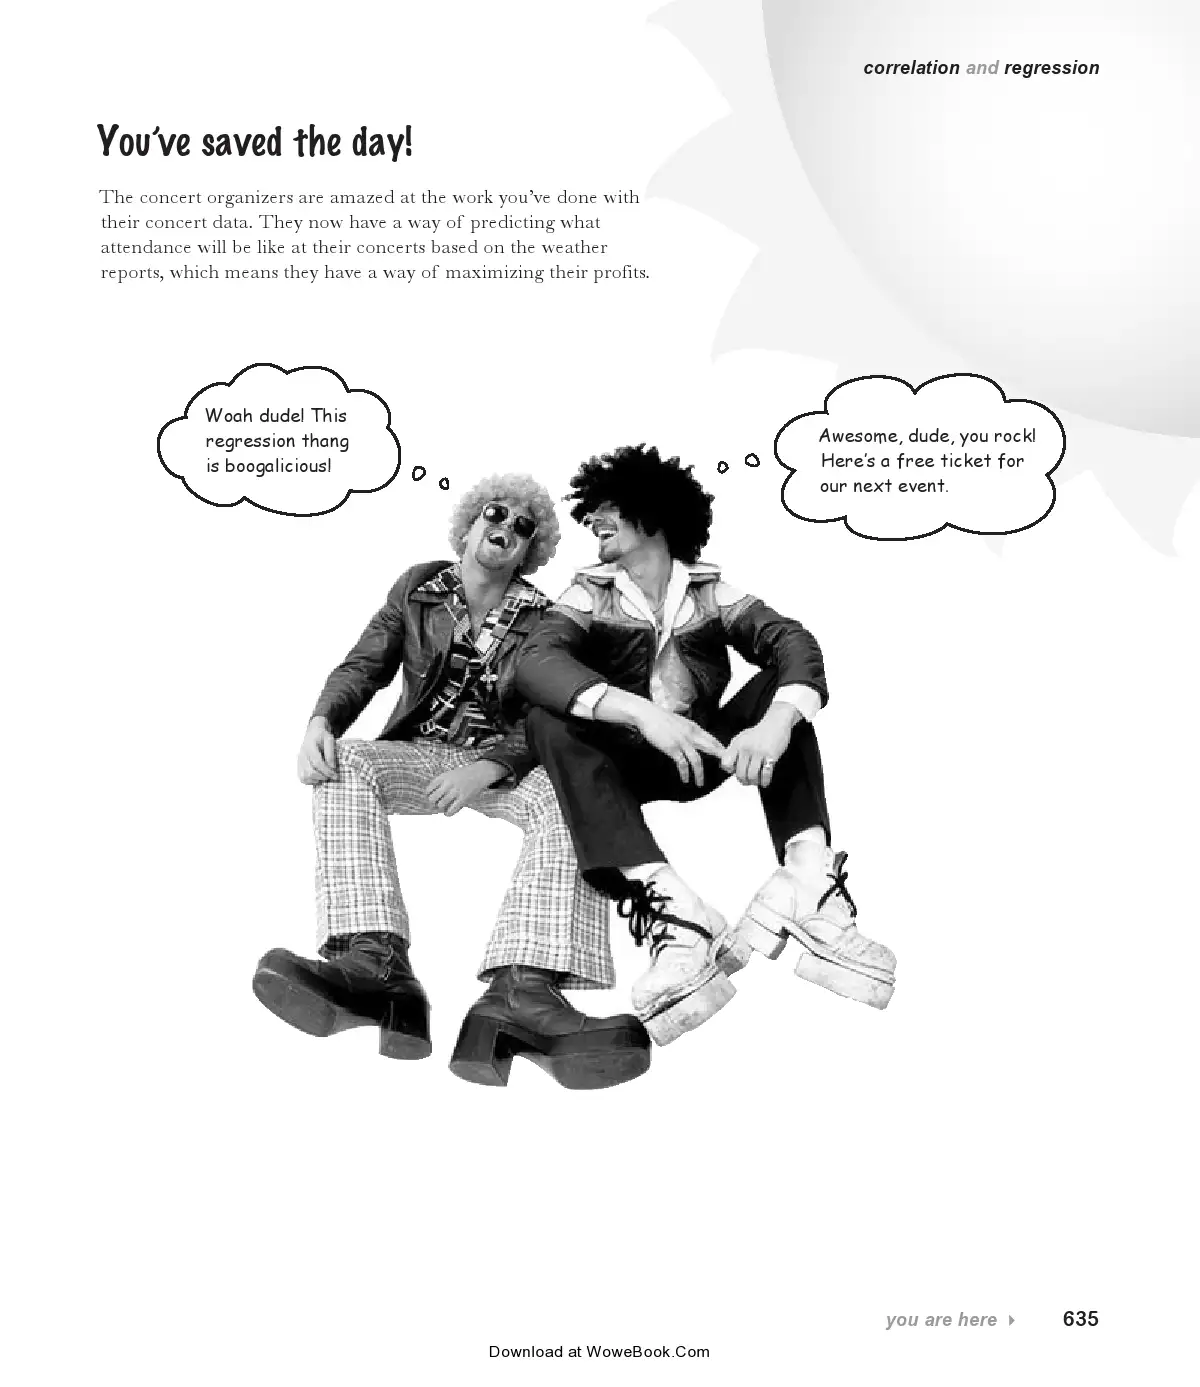 correlation and regression
You've saved the day!
The concert organizers are amazed at the work you've done with
their concert data. They now have a way of predicting what
attendance will be like at their concerts based on the weather
reports, which means they have a way of maximizing their profits.
Woah dude! This
regression thang
is boogalicious!
Awesome, dude, you rock!
Here's a free ticket for
our next event.
you are here
635
Download at WoweBook.Com